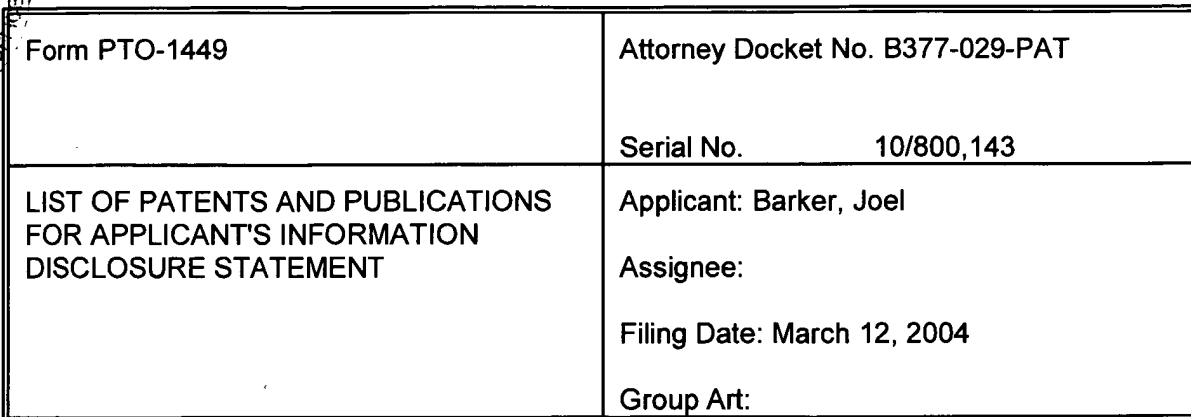 Form PTO-1449
Attorney Docket No. B377-029-PAT
Serial No. 10/800,143
LIST OF PATENTS AND PUBLICATIONS
FOR APPLICANT'S INFORMATION
DISCLOSURE STATEMENT
Applicant: Barker, Joel
Assignee:
Filing Date: March 12, 2004
Group Art: